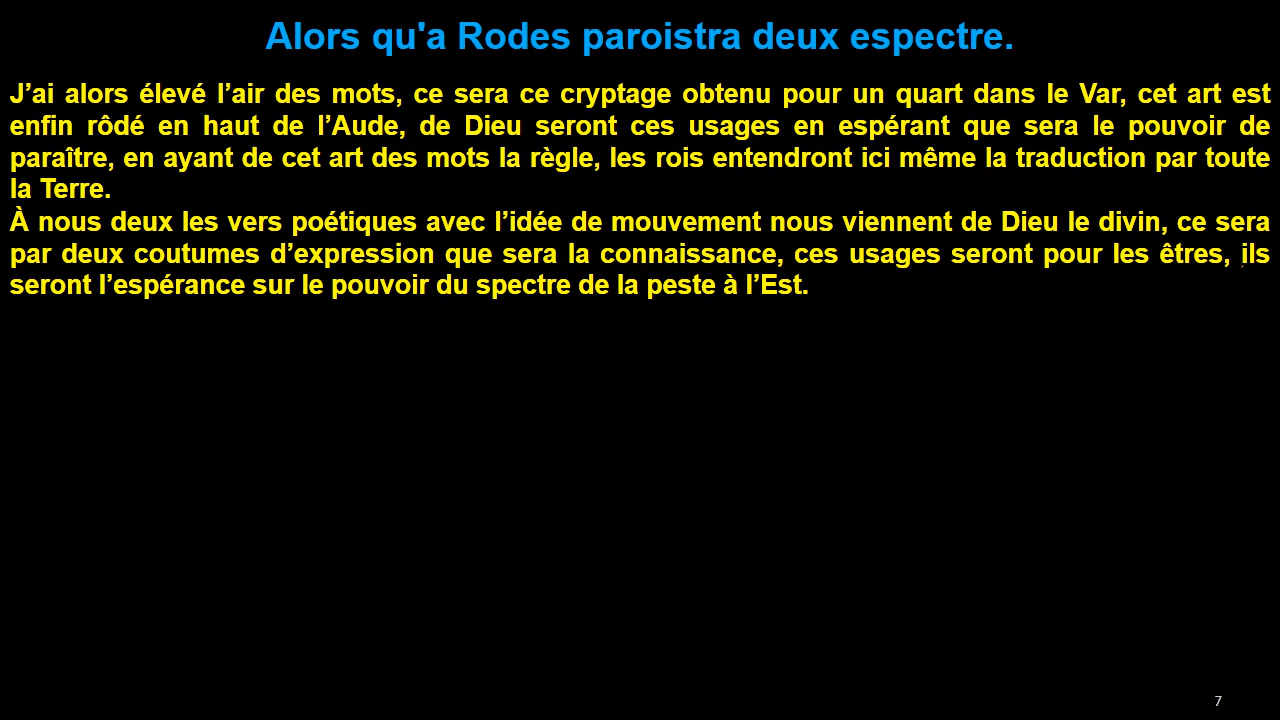 Alors qu'a Rodes paroistra deux espectre.
J’ai alors élevé l’air des mots, ce sera ce cryptage obtenu pour un quart dans le Var, cet art est
enfin rôdé en haut de l’Aude, de Dieu seront ces usages en espérant que sera le pouvoir de
paraître, en ayant de cet art des mots la règle, les rois entendront ici même la traduction par toute
la Terre.
À nous deux les vers poétiques avec l’idée de mouvement nous viennent de Dieu le divin, ce sera
par deux coutumes d’expression que sera la connaissance, ces usages seront pour les êtres, ils
seront l’espérance sur le pouvoir du spectre de la peste à l’Est.
7